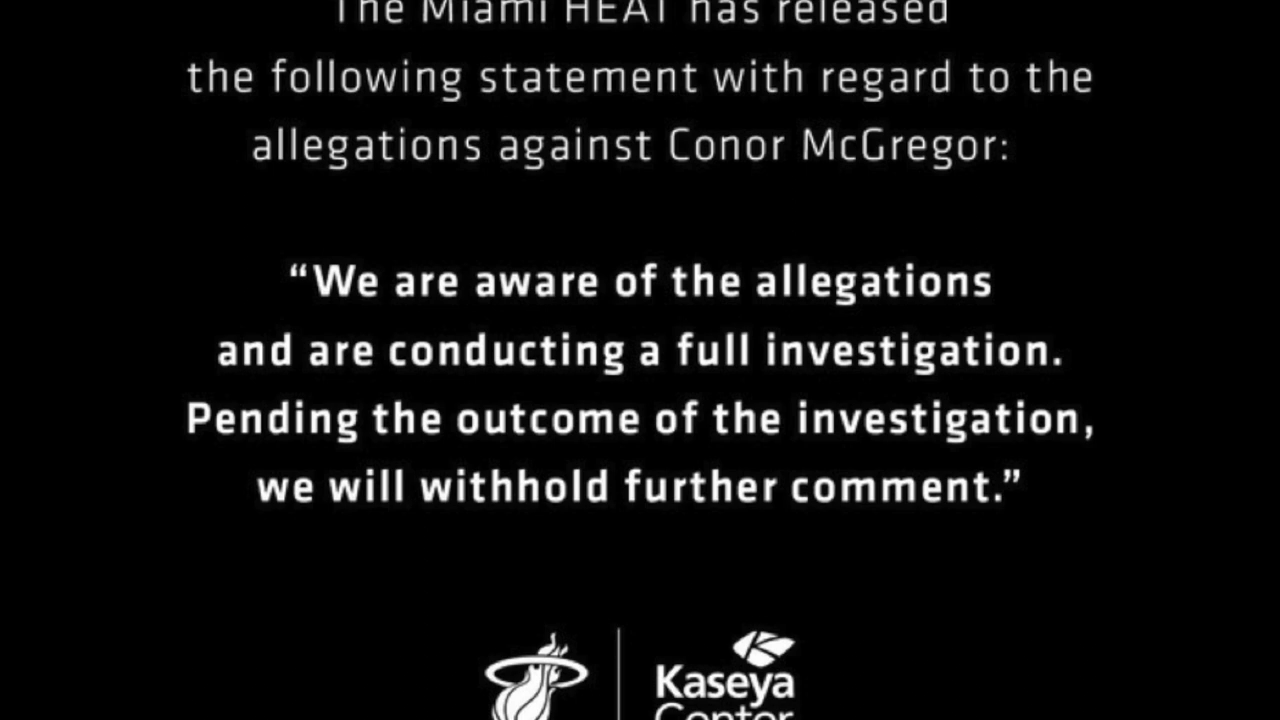 The Miami HEAT has released
the following statement with regard to the
allegations against Conor McGregor:
“We are aware of the allegations
and are conducting a full investigation.
Pending the outcome of the investigation,
we will withhold further comment.”
Kaseya
Center